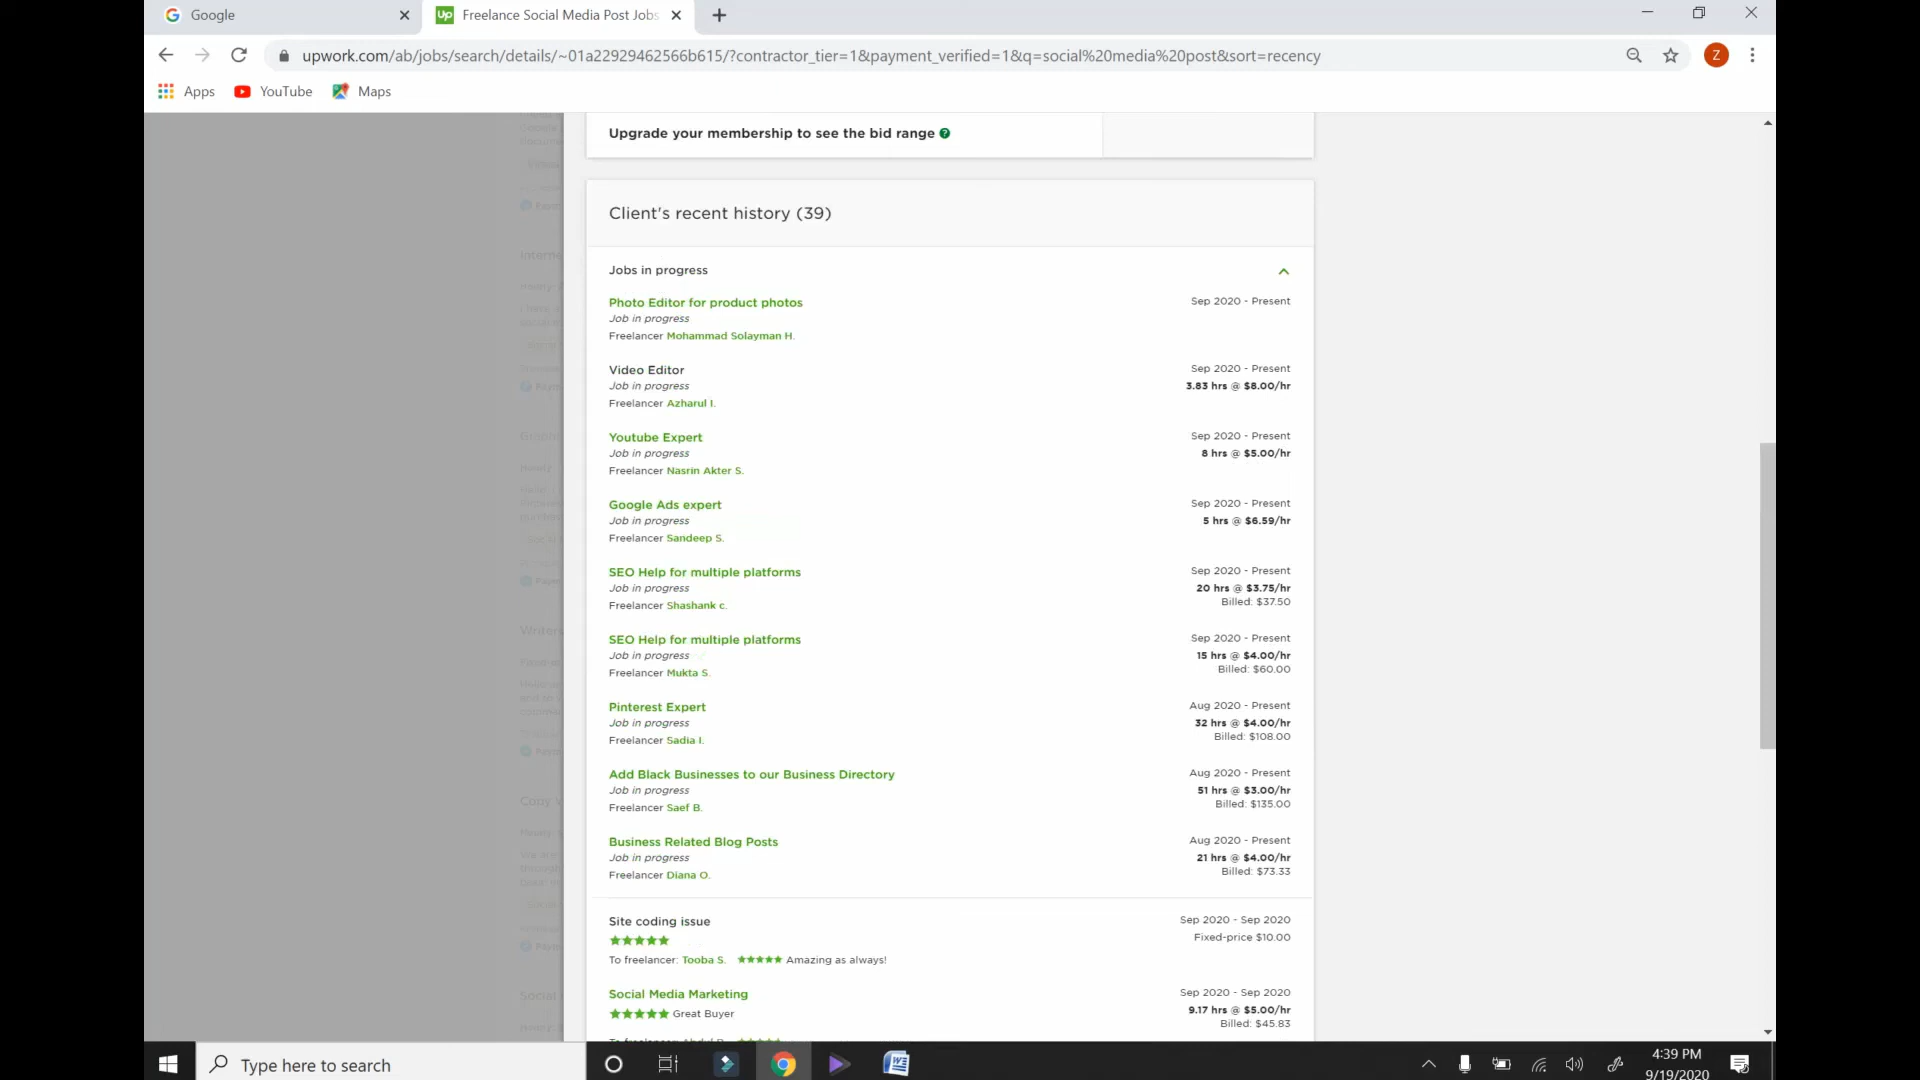 Google
Freelance Social Media Post Jobs
upwork.com/ab/jobs/search/details/~01a22929462566b615/?contractor_tier=1&payment_verified=1&q=social%20media%20post&sort=recency
Z
Apps YouTube Maps
Upgrade your membership to see the bid range ?
Client's recent history (39)
Jobs in progress
Photo Editor for product photos Sep 2020 - Present
Job in progress
Freelancer Mohammad Solayman H.
Video Editor Sep 2020 - Present
Job in progress 3.83 hrs @ $8.00/hr
Freelancer Azharul I.
Youtube Expert Sep 2020 - Present
Job in progress 8 hrs @ $5.00/hr
Freelancer Nasrin Akter S.
Google Ads expert Sep 2020 - Present
Job in progress 5 hrs @ $6.59/hr
Freelancer Sandeep S.
SEO Help for multiple platforms Sep 2020 - Present
Job in progress 20 hrs @ $3.75/hr
Freelancer Shashank c. Billed: $37.50
SEO Help for multiple platforms Sep 2020 - Present
Job in progress 15 hrs @ $4.00/hr
Freelancer Mukta S. Billed: $60.00
Pinterest Expert Aug 2020 - Present
Job in progress 32 hrs @ $4.00/hr
Freelancer Sadia I. Billed: $108.00
Add Black Businesses to our Business Directory Aug 2020 - Present
Job in progress 51 hrs @ $3.00/hr
Freelancer Saef B. Billed: $135.00
Business Related Blog Posts Aug 2020 - Present
Job in progress 21 hrs @ $4.00/hr
Freelancer Diana O. Billed: $73.33
Site coding issue Sep 2020 - Sep 2020
Fixed-price $10.00
To freelancer: Tooba S. Amazing as always!
Social Media Marketing Sep 2020 - Sep 2020
Great Buyer 9.17 hrs @ $5.00/hr
Billed: $45.83
Type here to search
4:39 PM
9/19/2020